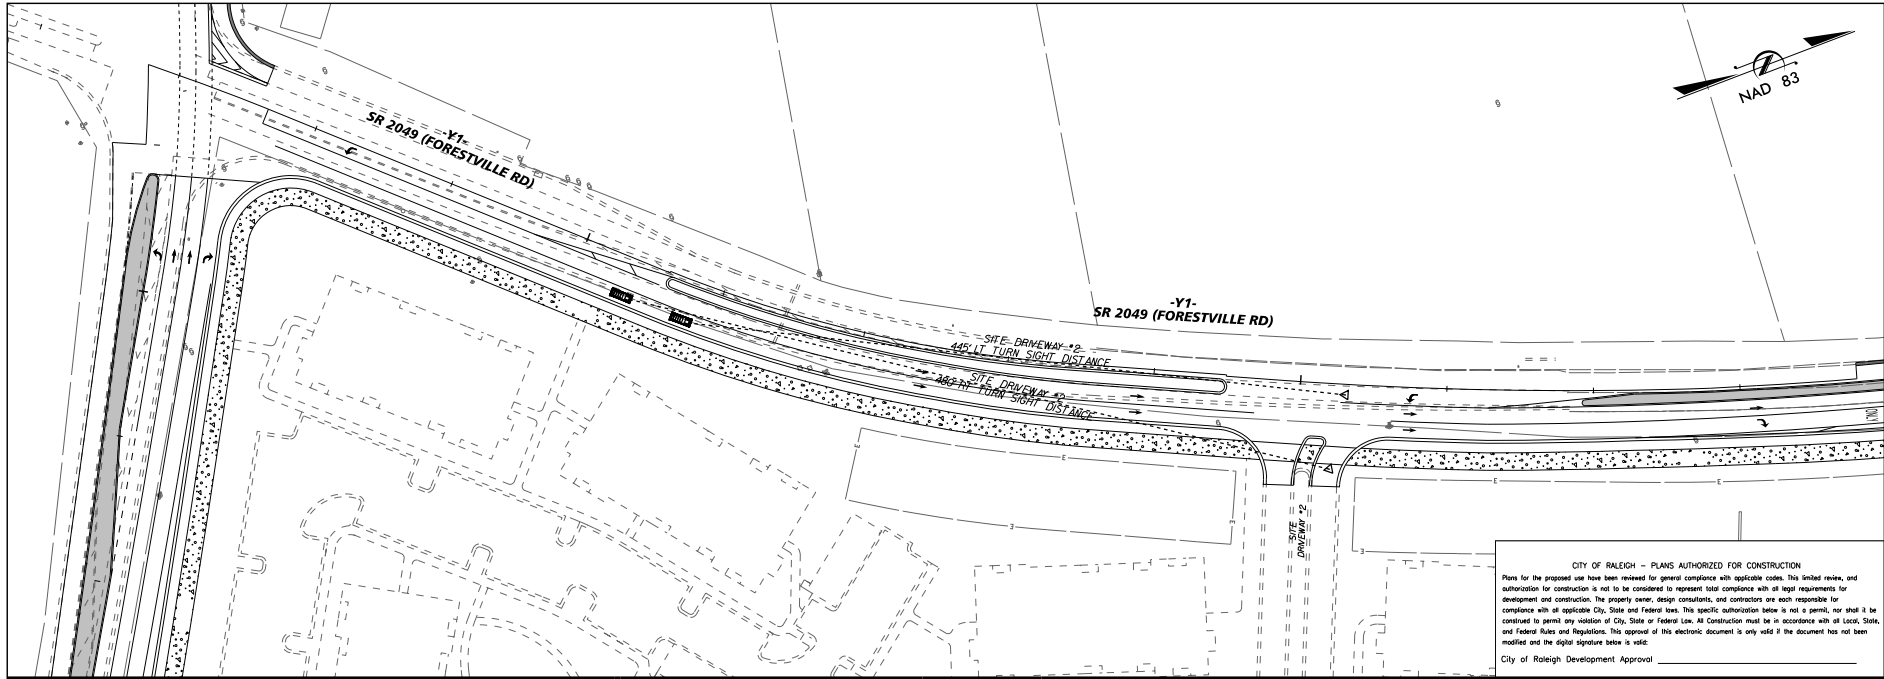 NAD 83
-Y1-
SR 2049 (FORESTVILLE RD)
-Y1-
SR 2049 (FORESTVILLE RD)
SITE DRIVEWAY #2
445' LT TURN SIGHT DISTANCE
SITE DRIVEWAY #2
480' RT TURN SIGHT DISTANCE
E
E
E
E
E
E
3
3
SITE
DRIVEWAY #2
CITY OF RALEIGH – PLANS AUTHORIZED FOR CONSTRUCTION
Plans for the proposed use have been reviewed for general compliance with applicable codes. This limited review, and
authorization for construction is not to be considered to represent total compliance with all legal requirements for
development and construction. The property owner, design consultants, and contractors are each responsible for
compliance with all applicable City, State and Federal laws. This specific authorization below is not a permit, nor shall it be
construed to permit any violation of City, State or Federal Law. All Construction must be in accordance with all Local, State,
and Federal Rules and Regulations. This approval of this electronic document is only valid if the document has not been
modified and the digital signature below is valid:
City of Raleigh Development Approval